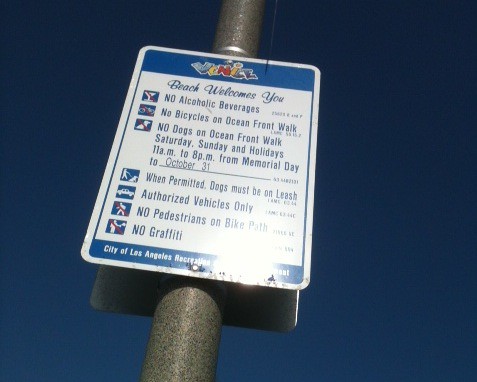 VENICE
Beach Welcomes You
NO Alcoholic Beverages
No Bicycles on Ocean Front Walk
NO Dogs on Ocean Front Walk
Saturday, Sunday and Holidays
11a.m. to 8p.m. from Memorial Day
to October 31
When Permitted, Dogs must be on Leash
Authorized Vehicles Only
NO Pedestrians on Bike Path
NO Graffiti
City of Los Angeles